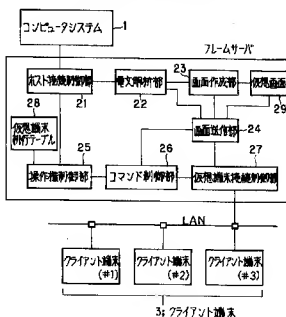 コンピュータシステム
1
フレームサーバ
ホスト接続制御部
21
電文解析部
22
23
画面作成部
仮想画面
29
画面送信部
24
28
仮想端末
移行テーブル
25
操作権制御部
26
コマンド制御部
27
仮想端末接続制御部
LAN
クライアント端末
(#1)
クライアント端末
(#2)
クライアント端末
(#3)
3; クライアント端末